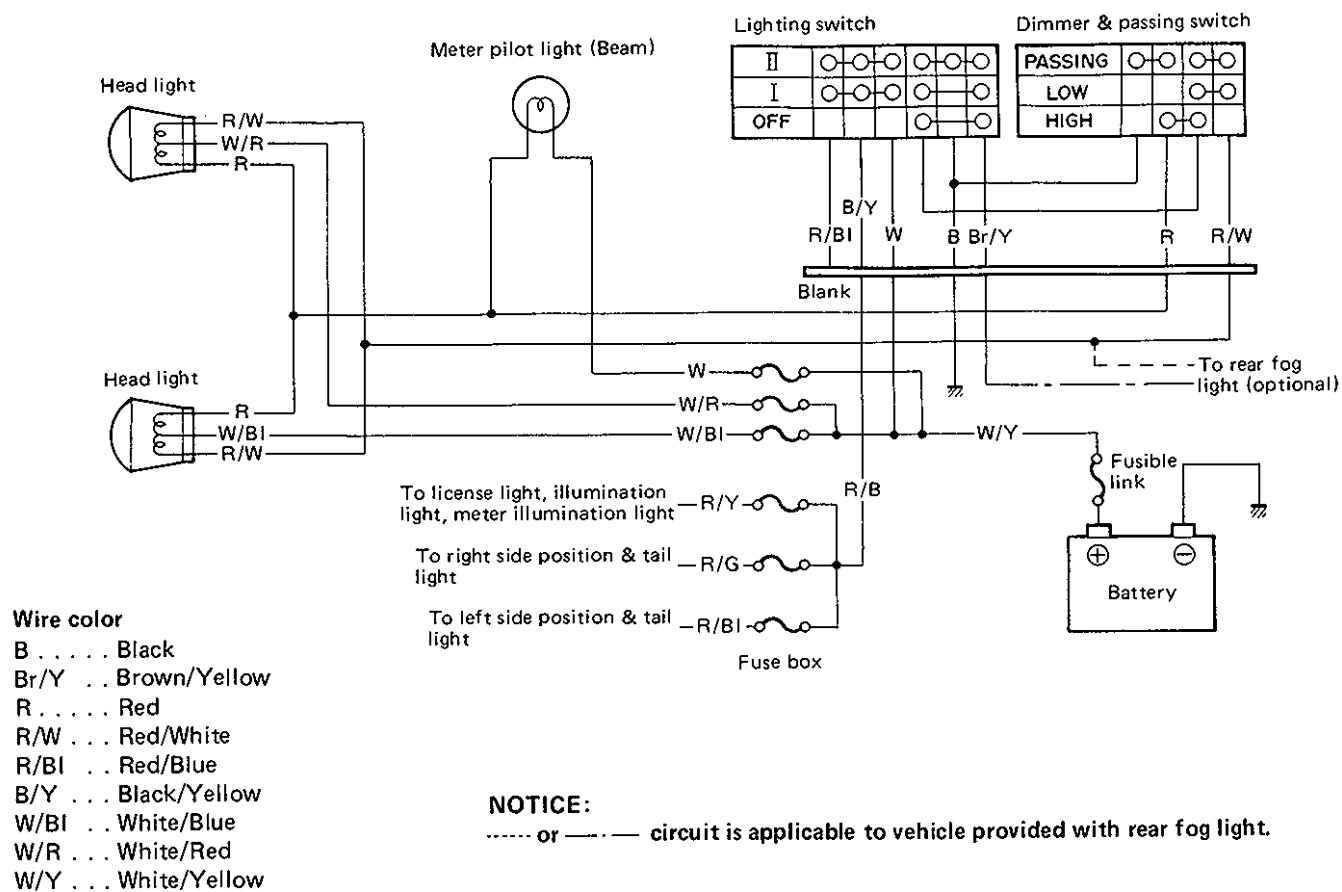 Lighting switch
Dimmer & passing switch
Meter pilot light (Beam)
Head light
II
I
OFF
PASSING
LOW
HIGH
R/W
W/R
R
B/Y
R/Bl
W
B
Br/Y
R
R/W
Blank
To rear fog
light (optional)
Head light
W
W/R
W/Bl
W/Y
R
W/Bl
R/W
Fusible
link
R/B
To license light, illumination
light, meter illumination light
R/Y
To right side position & tail
light
R/G
To left side position & tail
light
R/Bl
Fuse box
+
−
Battery
Wire color
B ..... Black
Br/Y .. Brown/Yellow
R ..... Red
R/W ... Red/White
R/Bl .. Red/Blue
B/Y ... Black/Yellow
W/Bl .. White/Blue
W/R ... White/Red
W/Y ... White/Yellow
NOTICE:
------ or —·— circuit is applicable to vehicle provided with rear fog light.